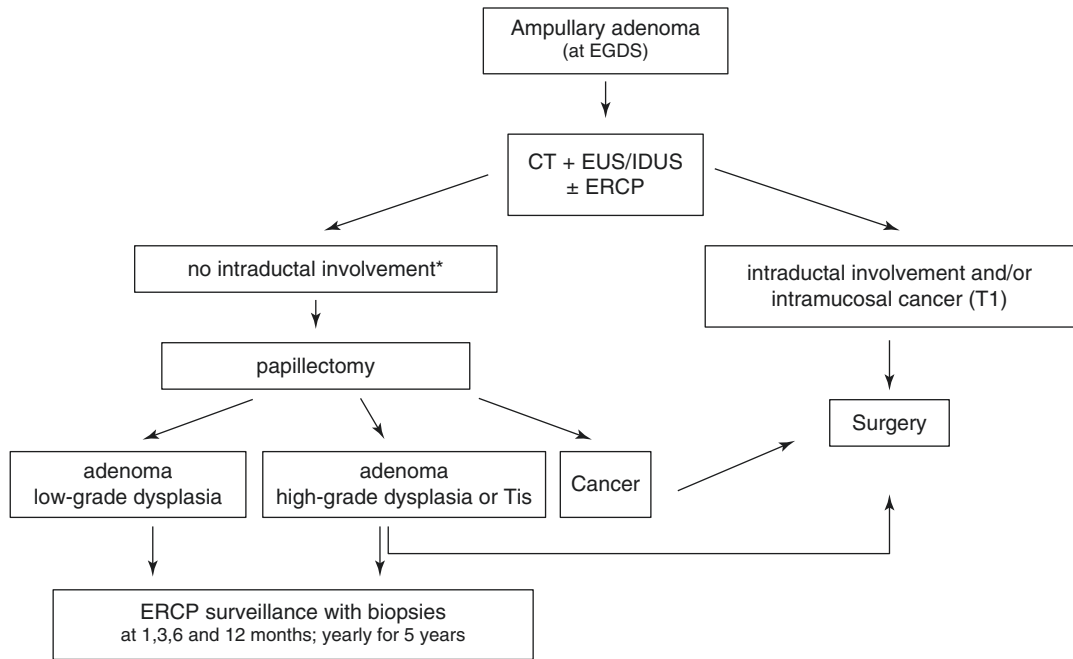 Ampullary adenoma
(at EGDS)
CT + EUS/IDUS
± ERCP
no intraductal involvement*
intraductal involvement and/or
intramucosal cancer (T1)
papillectomy
Surgery
adenoma
low-grade dysplasia
adenoma
high-grade dysplasia or Tis
Cancer
ERCP surveillance with biopsies
at 1,3,6 and 12 months; yearly for 5 years